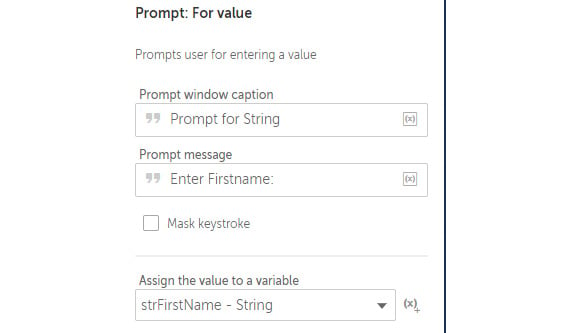 Prompt: For value
Prompts user for entering a value
Prompt window caption
" Prompt for String (x)
Prompt message
" Enter Firstname: (x)
Mask keystroke
Assign the value to a variable
strFirstName - String (x)+